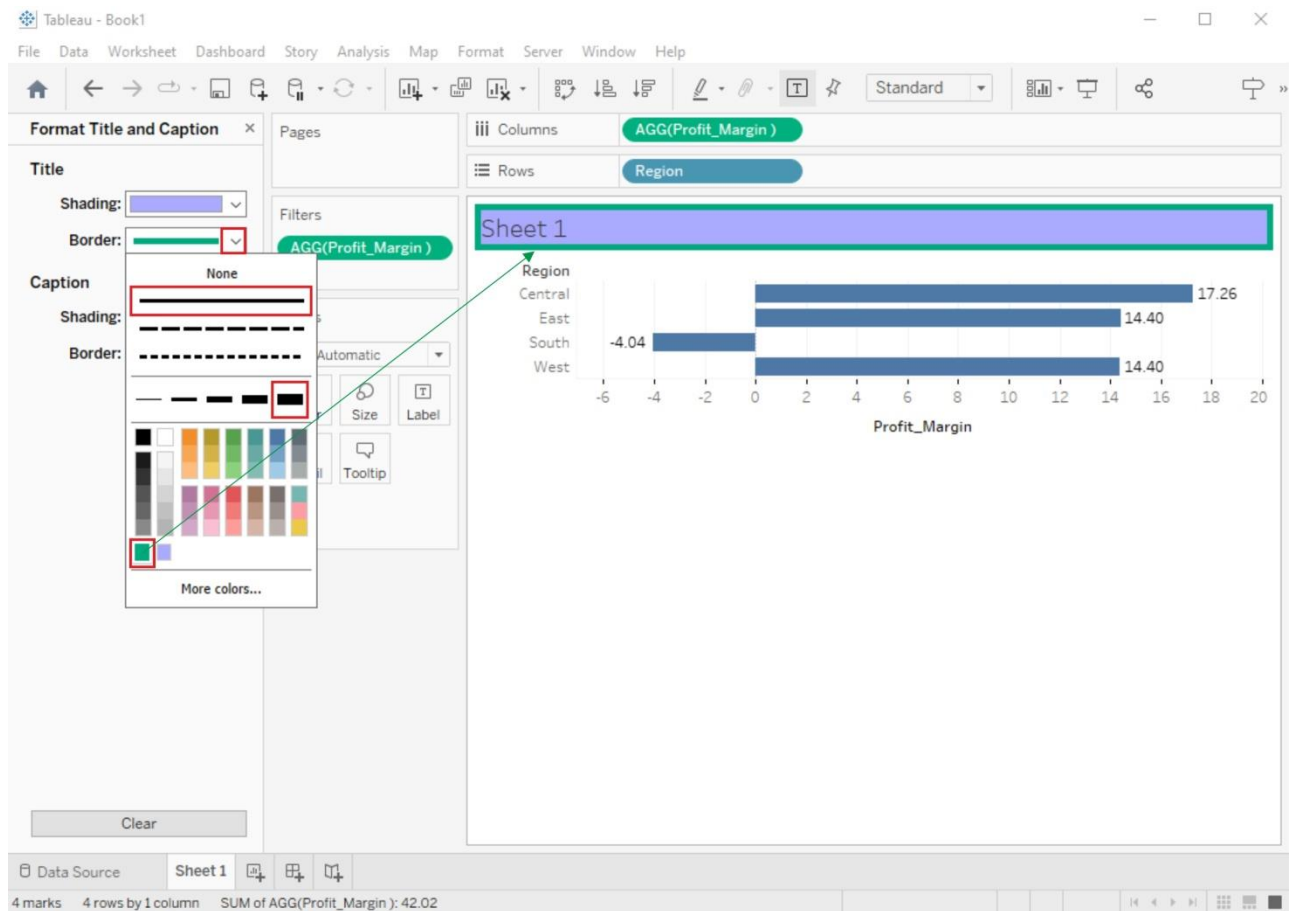 Tableau - Book1
File Data Worksheet Dashboard Story Analysis Map Format Server Window Help
Standard
Format Title and Caption
Title
Shading:
Border:
None
Caption
Shading:
Border:
More colors...
Clear
Pages
Filters
AGG(Profit_Margin )
Automatic
Size
Label
Tooltip
Columns AGG(Profit_Margin )
Rows Region
Sheet 1
Region
Central 17.26
East 14.40
South -4.04
West 14.40
-6 -4 -2 0 2 4 6 8 10 12 14 16 18 20
Profit_Margin
Data Source Sheet 1
4 marks 4 rows by 1 column SUM of AGG(Profit_Margin ): 42.02